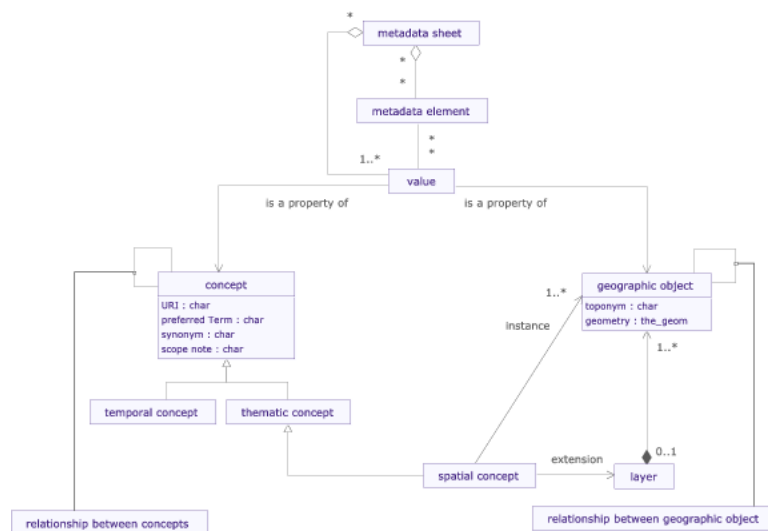 *
metadata sheet
*
*
metadata element
*
*
1..*
value
is a property of
is a property of
concept
URI : char
preferred Term : char
synonym : char
scope note : char
geographic object
toponym : char
geometry : the_geom
1..*
instance
1..*
temporal concept
thematic concept
0..1
extension
spatial concept
layer
relationship between concepts
relationship between geographic object